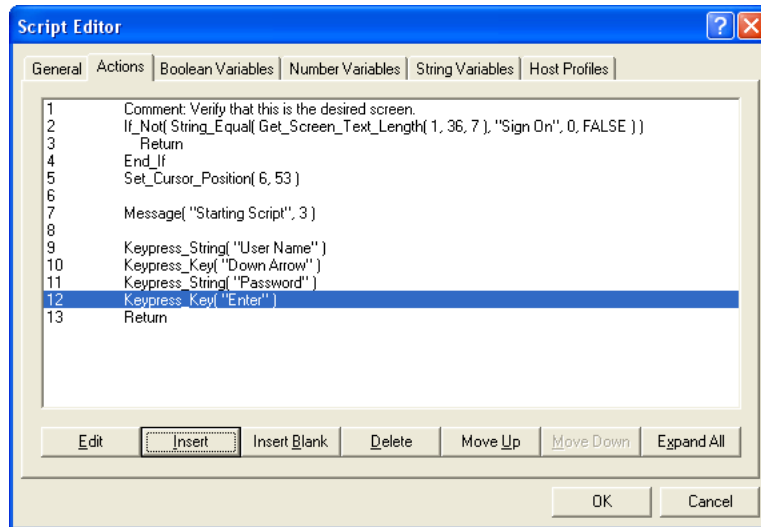 Script Editor
General Actions Boolean Variables Number Variables String Variables Host Profiles
1 Comment: Verify that this is the desired screen.
2 If_Not( String_Equal( Get_Screen_Text_Length( 1, 36, 7 ), "Sign On", 0, FALSE ) )
3 Return
4 End_If
5 Set_Cursor_Position( 6, 53 )
6
7 Message( "Starting Script", 3 )
8
9 Keypress_String( "User Name" )
10 Keypress_Key( "Down Arrow" )
11 Keypress_String( "Password" )
12 Keypress_Key( "Enter" )
13 Return
Edit Insert Insert Blank Delete Move Up Move Down Expand All
OK Cancel